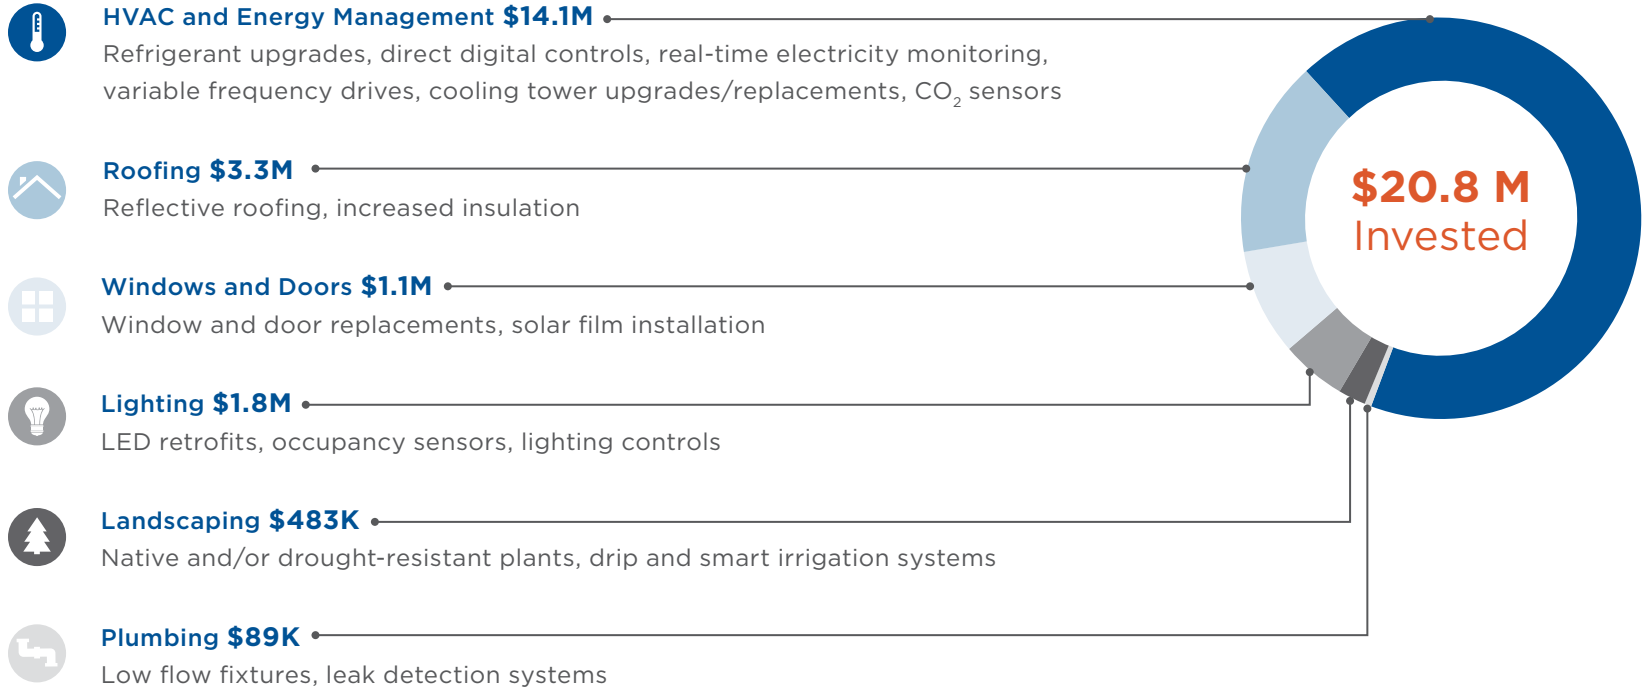 HVAC and Energy Management $14.1M
Refrigerant upgrades, direct digital controls, real-time electricity monitoring,
variable frequency drives, cooling tower upgrades/replacements, CO₂ sensors
Roofing $3.3M
Reflective roofing, increased insulation
Windows and Doors $1.1M
Window and door replacements, solar film installation
Lighting $1.8M
LED retrofits, occupancy sensors, lighting controls
Landscaping $483K
Native and/or drought-resistant plants, drip and smart irrigation systems
Plumbing $89K
Low flow fixtures, leak detection systems
$20.8 M
Invested